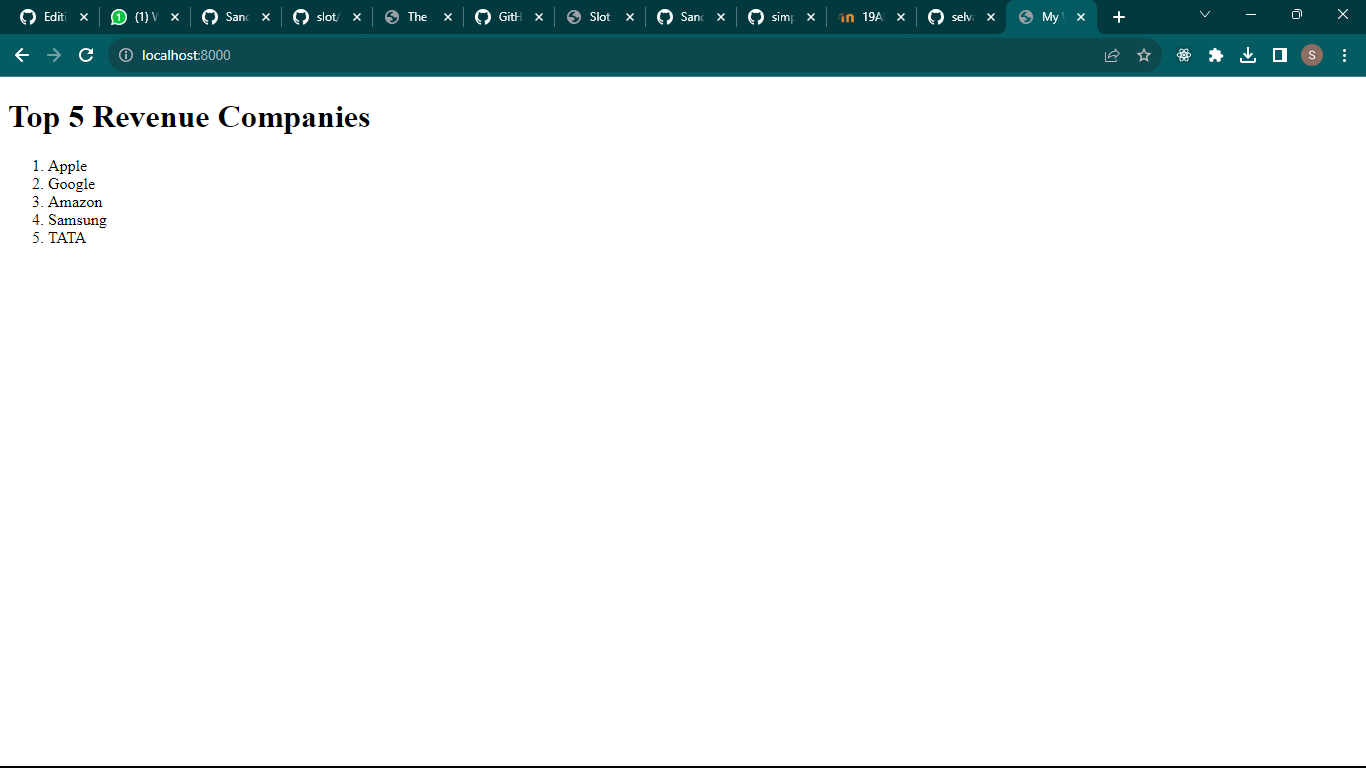 Editi
(1) W
Sanc
slot/
The
GitH
Slot
Sanc
simp
19AI
selva
My
localhost:8000
S
Top 5 Revenue Companies
1. Apple
2. Google
3. Amazon
4. Samsung
5. TATA